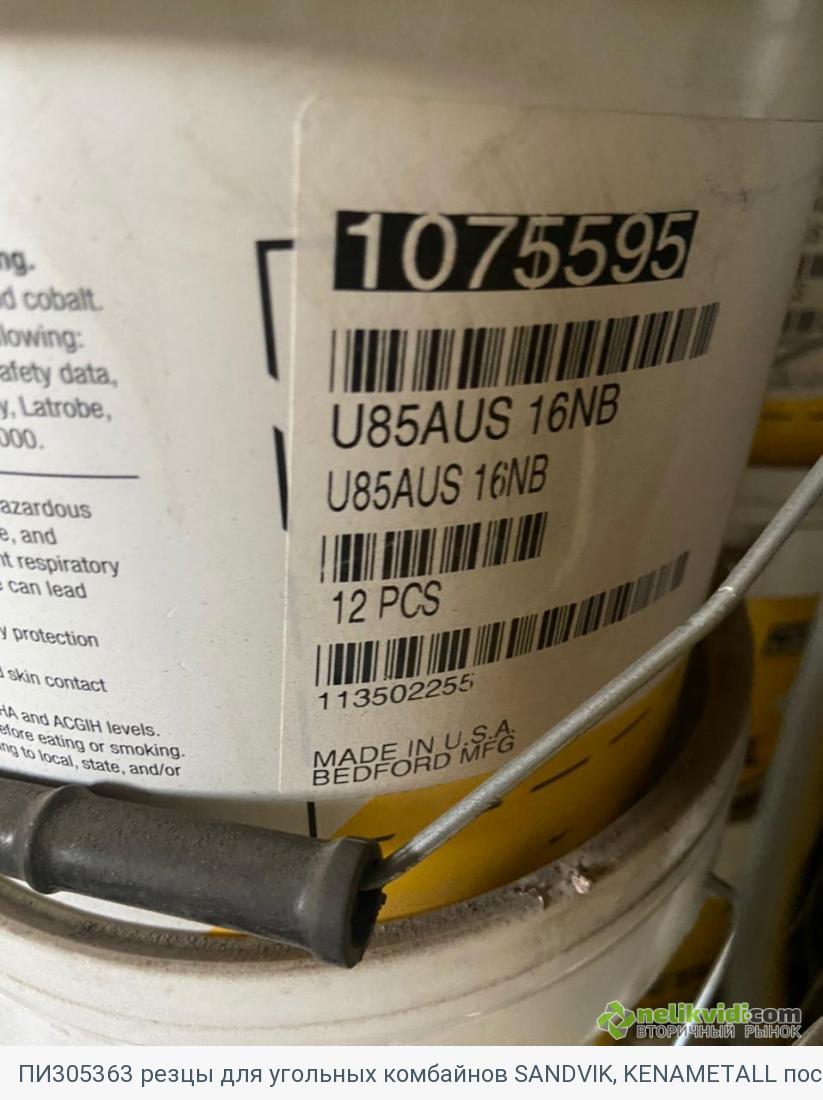 ng.
d cobalt.
lowing:
afety data,
y, Latrobe,
000.
azardous
e, and
nt respiratory
e can lead
y protection
d skin contact
HA and ACGIH levels.
efore eating or smoking.
ng to local, state, and/or
1075595
U85AUS 16NB
U85AUS 16NB
12 PCS
113502255
MADE IN U.S.A.
BEDFORD MFG
nelikvidi.com
ВТОРИЧНЫЙ РЫНОК
ПИ305363 резцы для угольных комбайнов SANDVIK, KENAMETALL пос